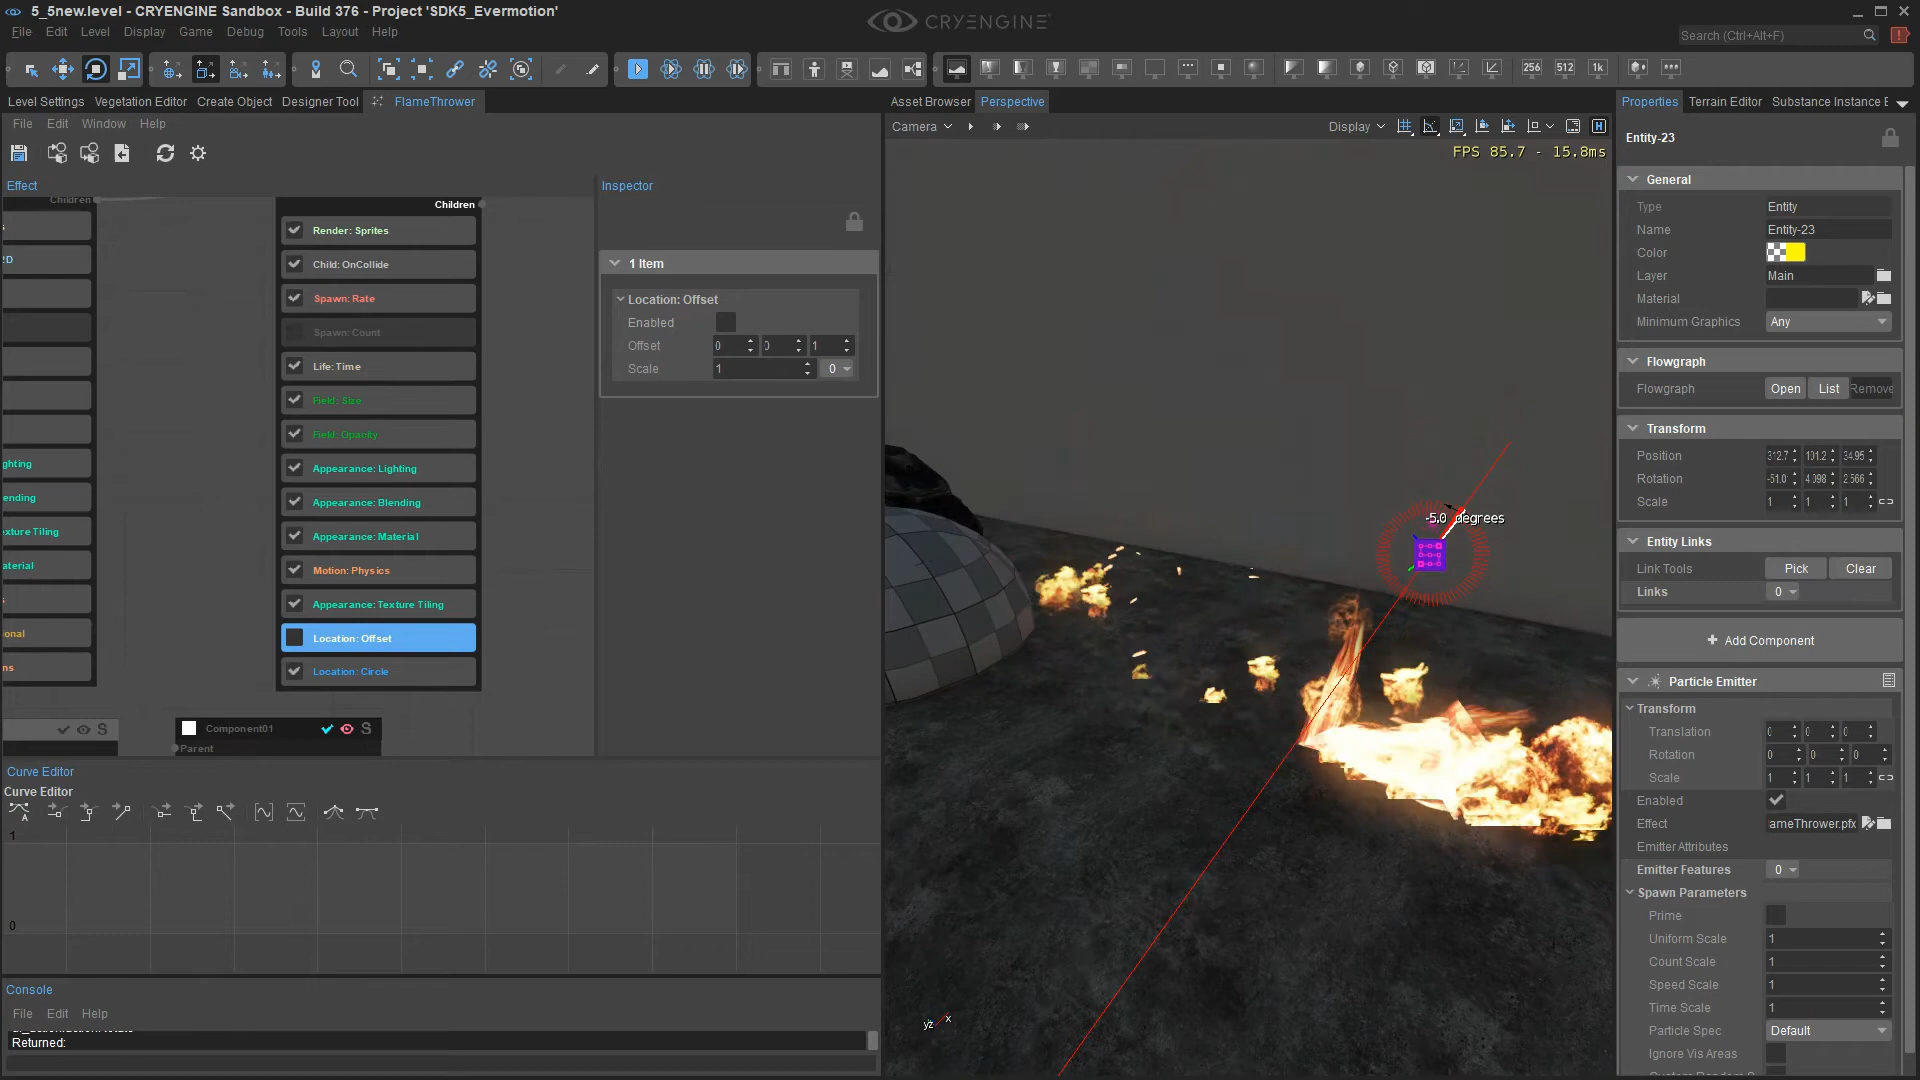 5_5new.level - CRYENGINE Sandbox - Build 376 - Project 'SDK5_Evermotion'
CRYENGINE
File Edit Level Display Game Debug Tools Layout Help
Search (Ctrl+Alt+F)
256 512 1k
Level Settings Vegetation Editor Create Object Designer Tool FlameThrower
File Edit Window Help
Effect
Children
s
2D
ghting
ending
exture Tiling
aterial
s
onal
ns
S
Children
Render: Sprites
Child: OnCollide
Spawn: Rate
Spawn: Count
Life: Time
Field: Size
Field: Opacity
Appearance: Lighting
Appearance: Blending
Appearance: Material
Motion: Physics
Appearance: Texture Tiling
Location: Offset
Location: Circle
Component01 S
Parent
Inspector
1 Item
Location: Offset
Enabled
Offset 0 0 1
Scale 1 0
Curve Editor
Curve Editor
A
1
0
Console
File Edit Help
Returned:
Asset Browser Perspective
Camera
Display
H
FPS 85.7 - 15.8ms
-5.0 degrees
yz x
Properties Terrain Editor Substance Instance E
Entity-23
General
Type Entity
Name Entity-23
Color
Layer Main
Material
Minimum Graphics Any
Flowgraph
Flowgraph Open List Remove
Transform
Position 312.7 101.2 34.95
Rotation -51.0 4.098 2.566
Scale 1 1 1
Entity Links
Link Tools Pick Clear
Links 0
+ Add Component
Particle Emitter
Transform
Translation 0 0 0
Rotation 0 0 0
Scale 1 1 1
Enabled
Effect ameThrower.pfx
Emitter Attributes
Emitter Features 0
Spawn Parameters
Prime
Uniform Scale 1
Count Scale 1
Speed Scale 1
Time Scale 1
Particle Spec Default
Ignore Vis Areas